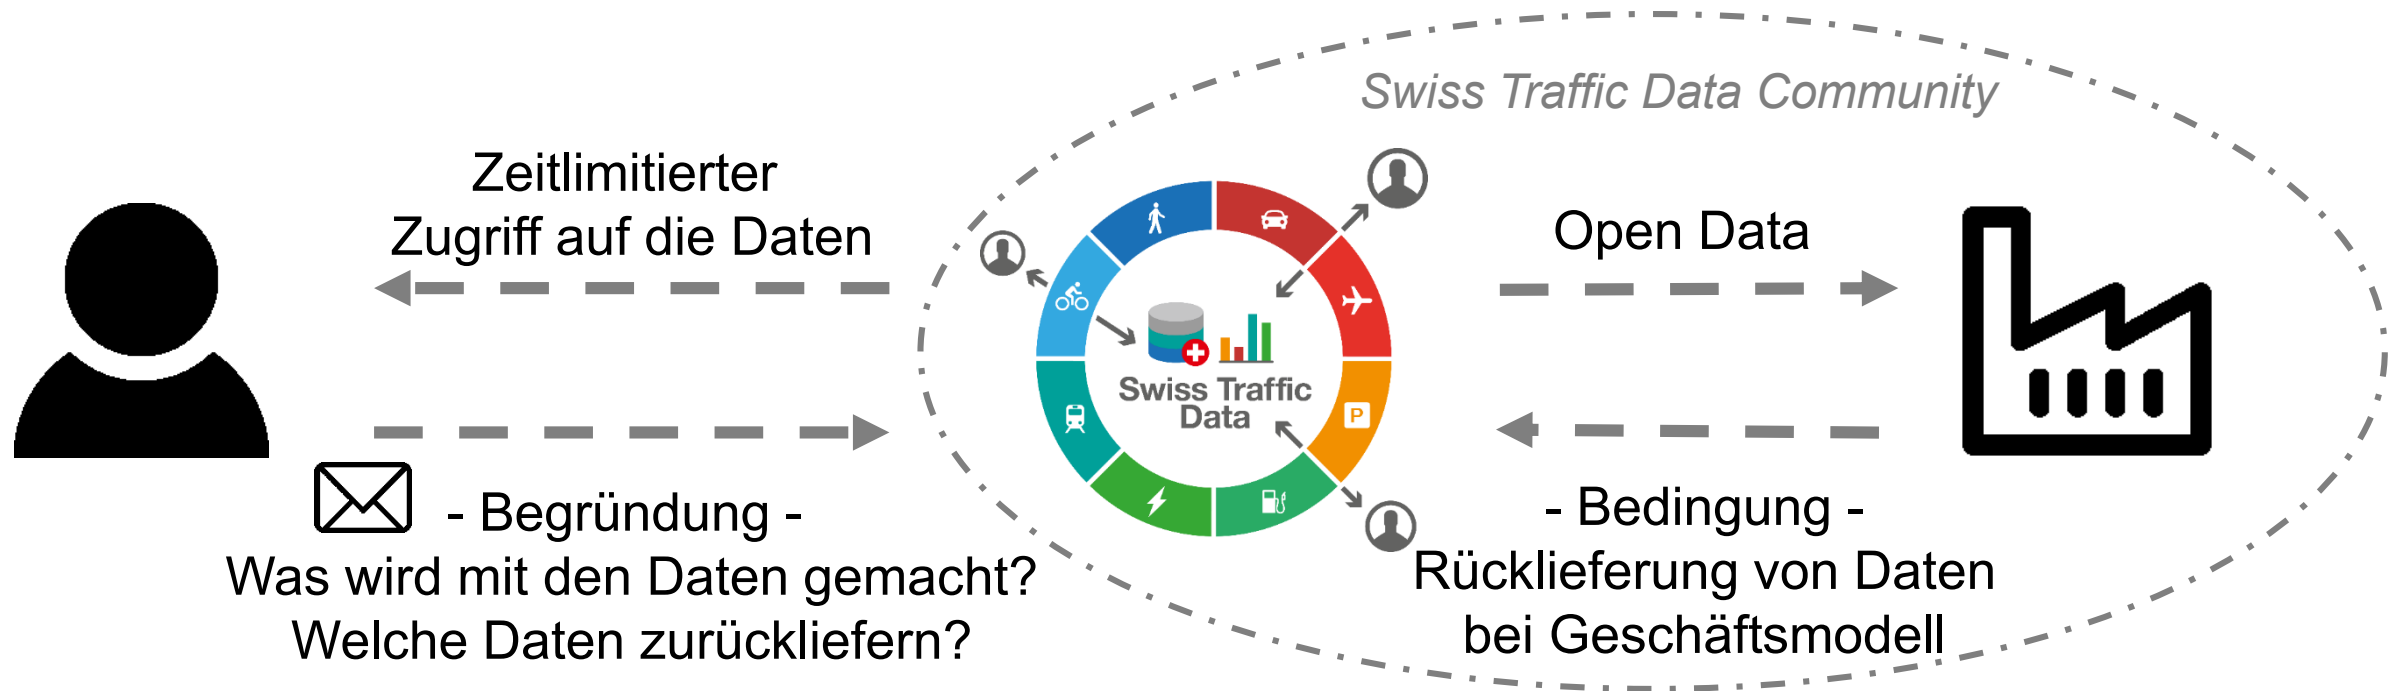 Swiss Traffic Data Community
Zeitlimitierter
Zugriff auf die Daten
Open Data
Swiss Traffic
Data
P
- Begründung -
Was wird mit den Daten gemacht?
Welche Daten zurückliefern?
- Bedingung -
Rücklieferung von Daten
bei Geschäftsmodell